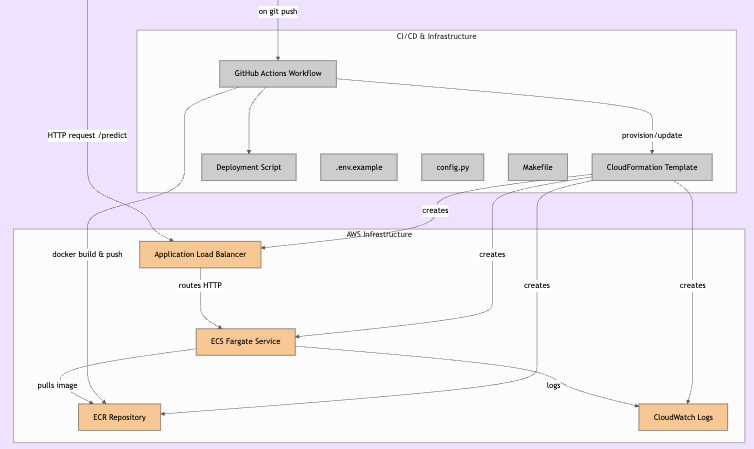 on git push
CI/CD & Infrastructure
GitHub Actions Workflow
HTTP request /predict
provision/update
Deployment Script
.env.example
config.py
Makefile
CloudFormation Template
creates
AWS Infrastructure
Application Load Balancer
docker build & push
creates
creates
creates
routes HTTP
ECS Fargate Service
pulls image
logs
ECR Repository
CloudWatch Logs